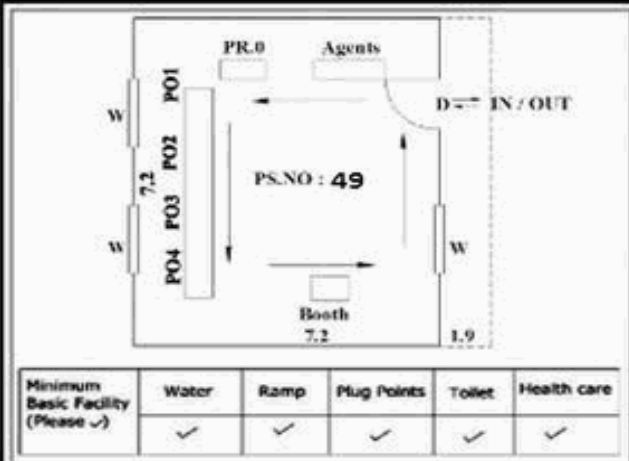 PR.0 Agents
PO1
D IN / OUT
W
PO2
7.2
PS.NO : 49
PO3
W
W
PO4
Booth
7.2 1.9
Minimum Basic Facility (Please ✓) Water Ramp Plug Points Toilet Health care
✓ ✓ ✓ ✓ ✓